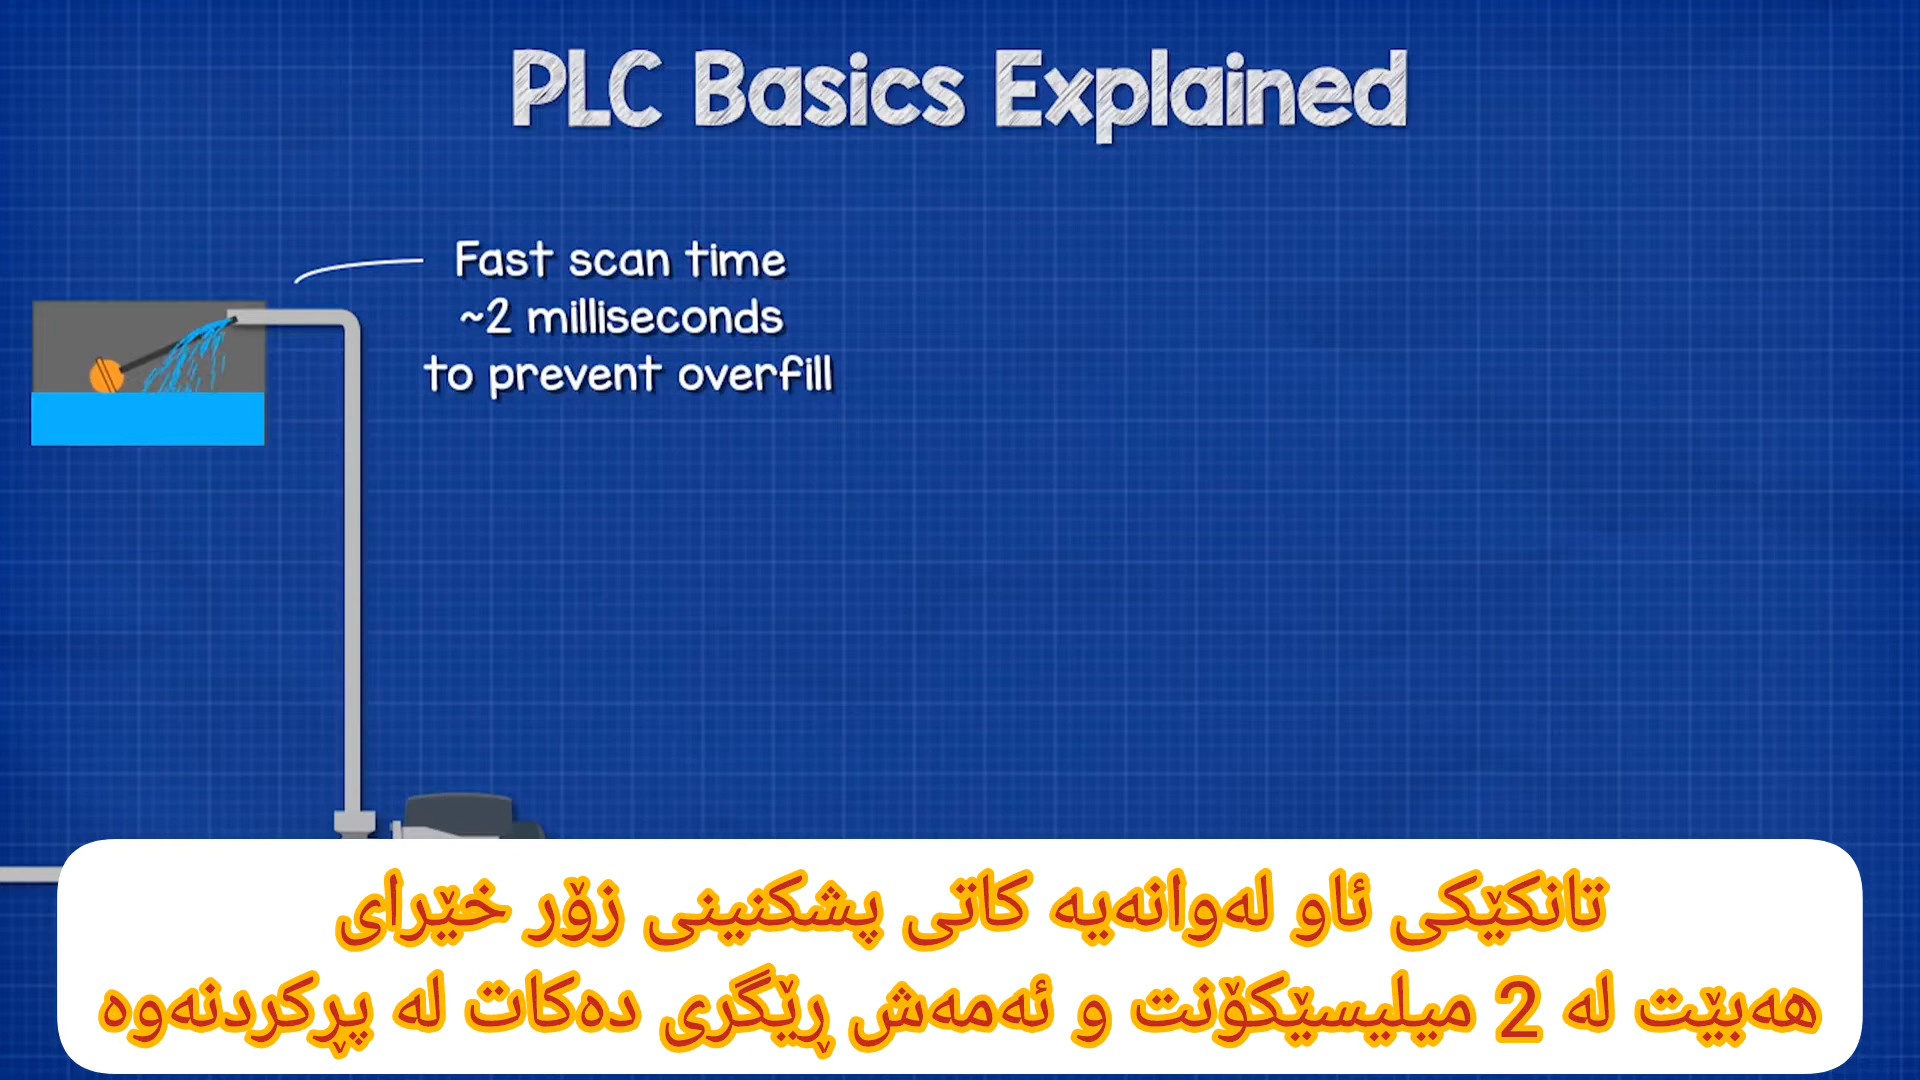 PLC Basics Explained
Fast scan time
~2 milliseconds
to prevent overfill
تانکێکی ئاو لەوانەیە کاتی پشکنینی زۆر خێرای
هەبێت لە 2 میلیسێکۆنت و ئەمەش ڕێگری دەکات لە پڕکردنەوە